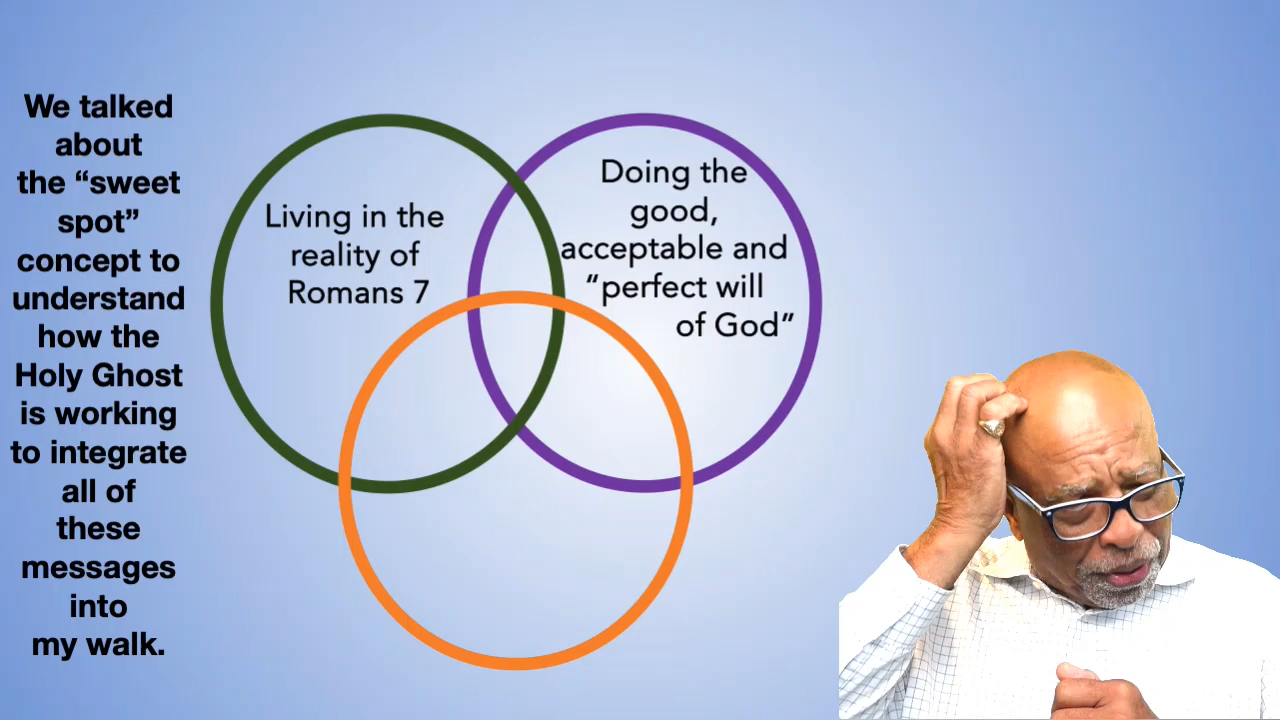 We talked
about
the “sweet
spot”
concept to
understand
how the
Holy Ghost
is working
to integrate
all of
these
messages
into
my walk.
Living in the
reality of
Romans 7
Doing the
good,
acceptable and
“perfect will
of God”